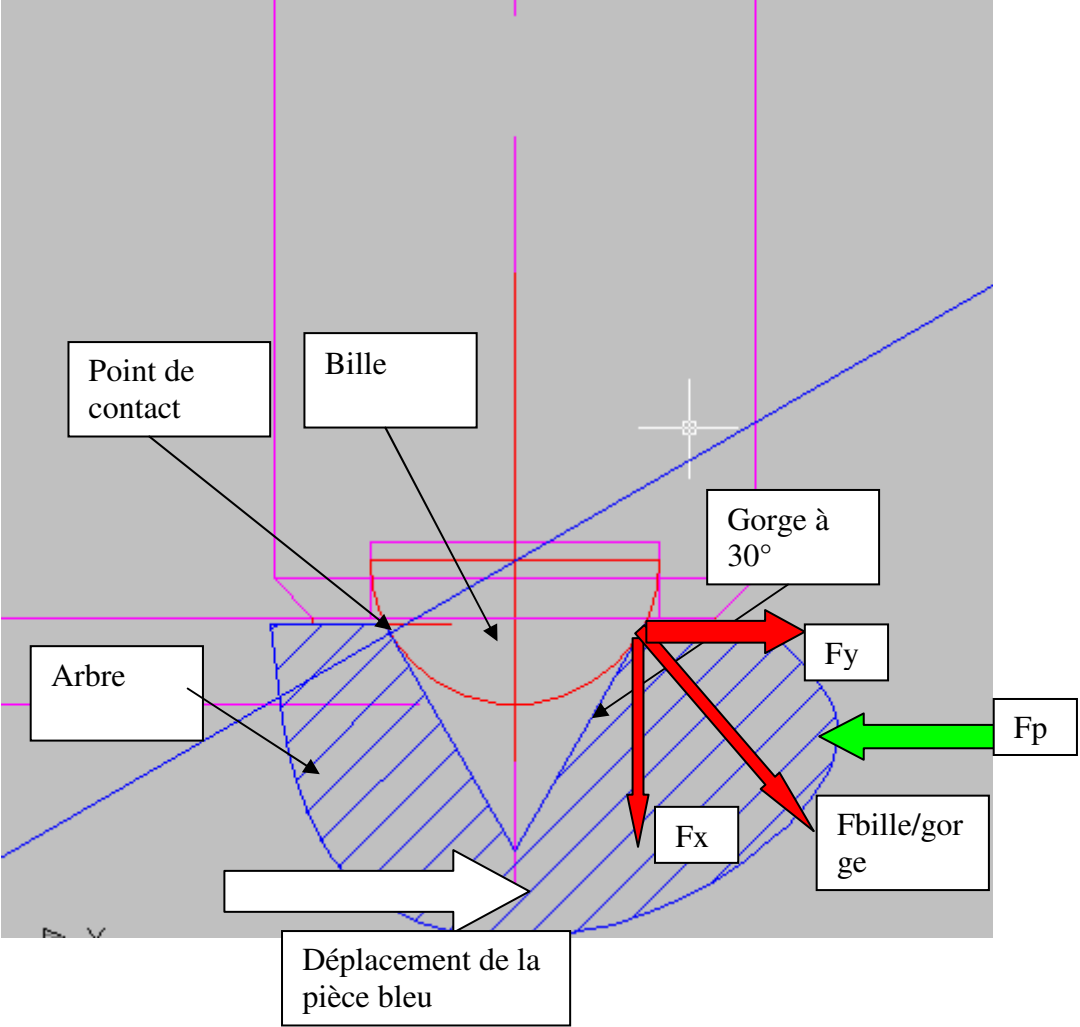 Bille
Point de
contact
Gorge à
30°
Fy
Arbre
Fp
Fx
Fbille/gor
ge
Déplacement de la
pièce bleu